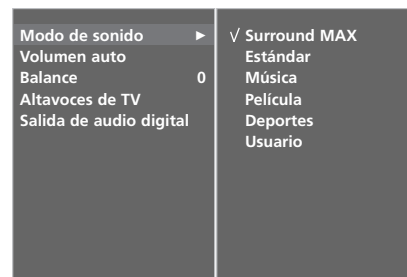 Modo de sonido ►
Volumen auto
Balance 0
Altavoces de TV
Salida de audio digital
√ Surround MAX
Estándar
Música
Película
Deportes
Usuario